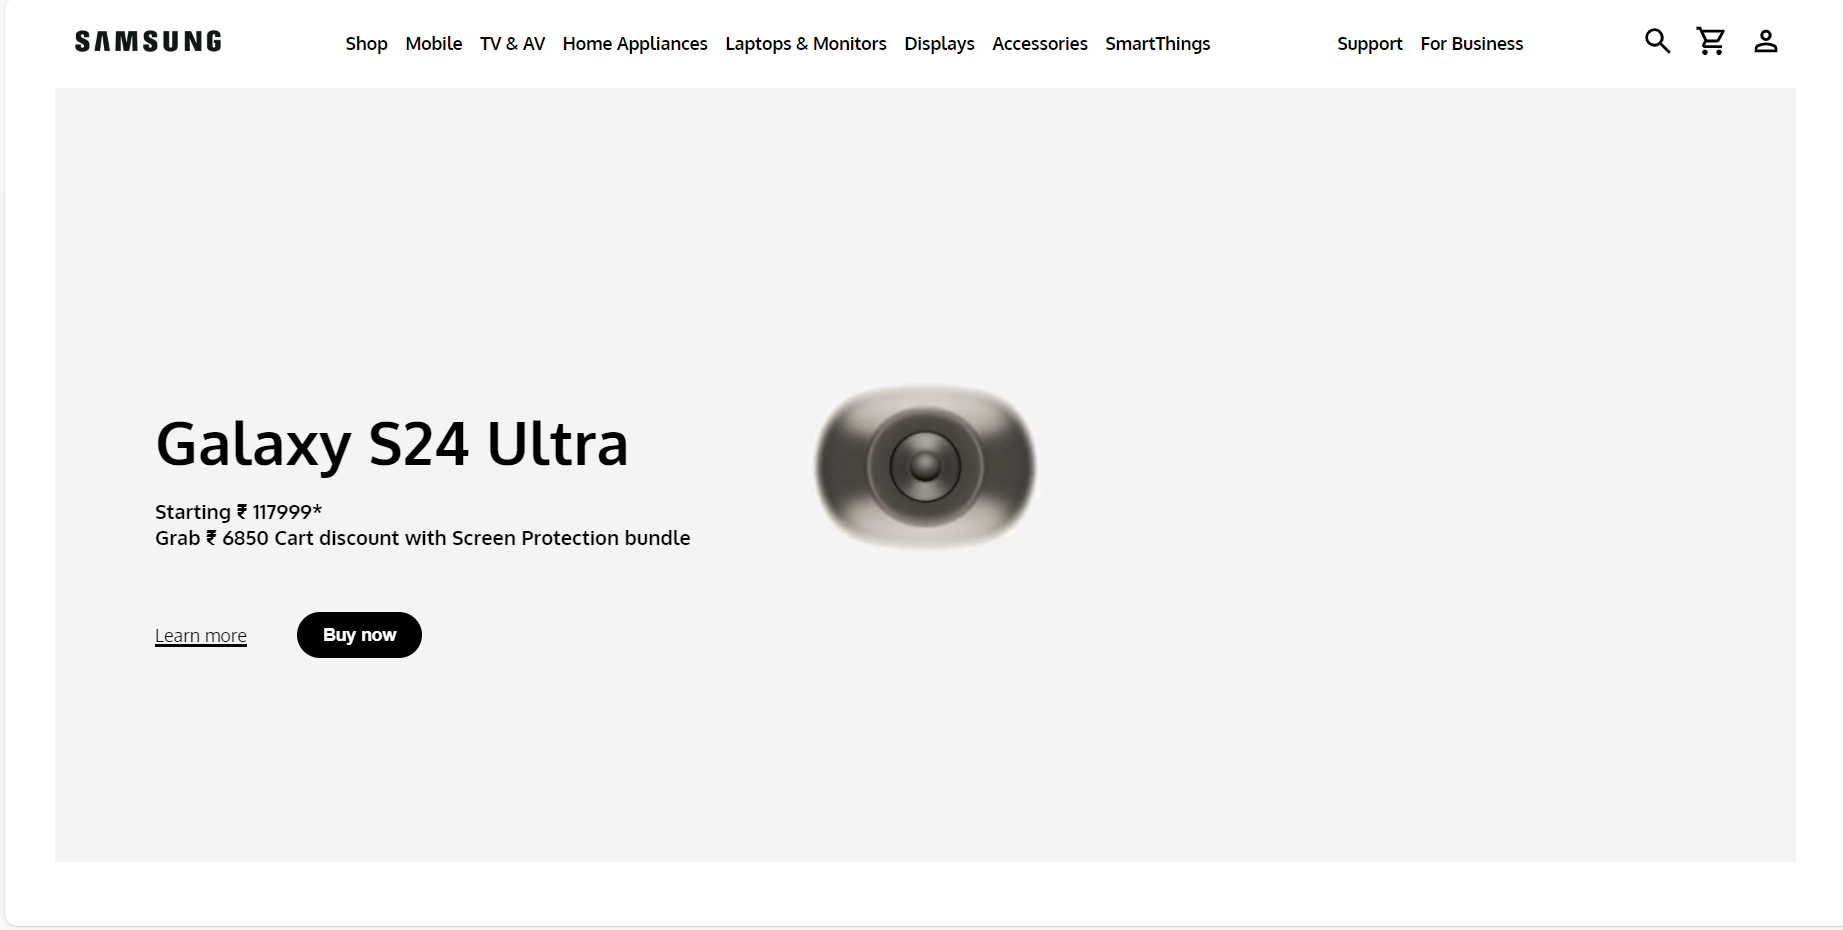 SAMSUNG
Shop Mobile TV & AV Home Appliances Laptops & Monitors Displays Accessories SmartThings Support For Business
Galaxy S24 Ultra
Starting ₹ 117999*
Grab ₹ 6850 Cart discount with Screen Protection bundle
Learn more Buy now